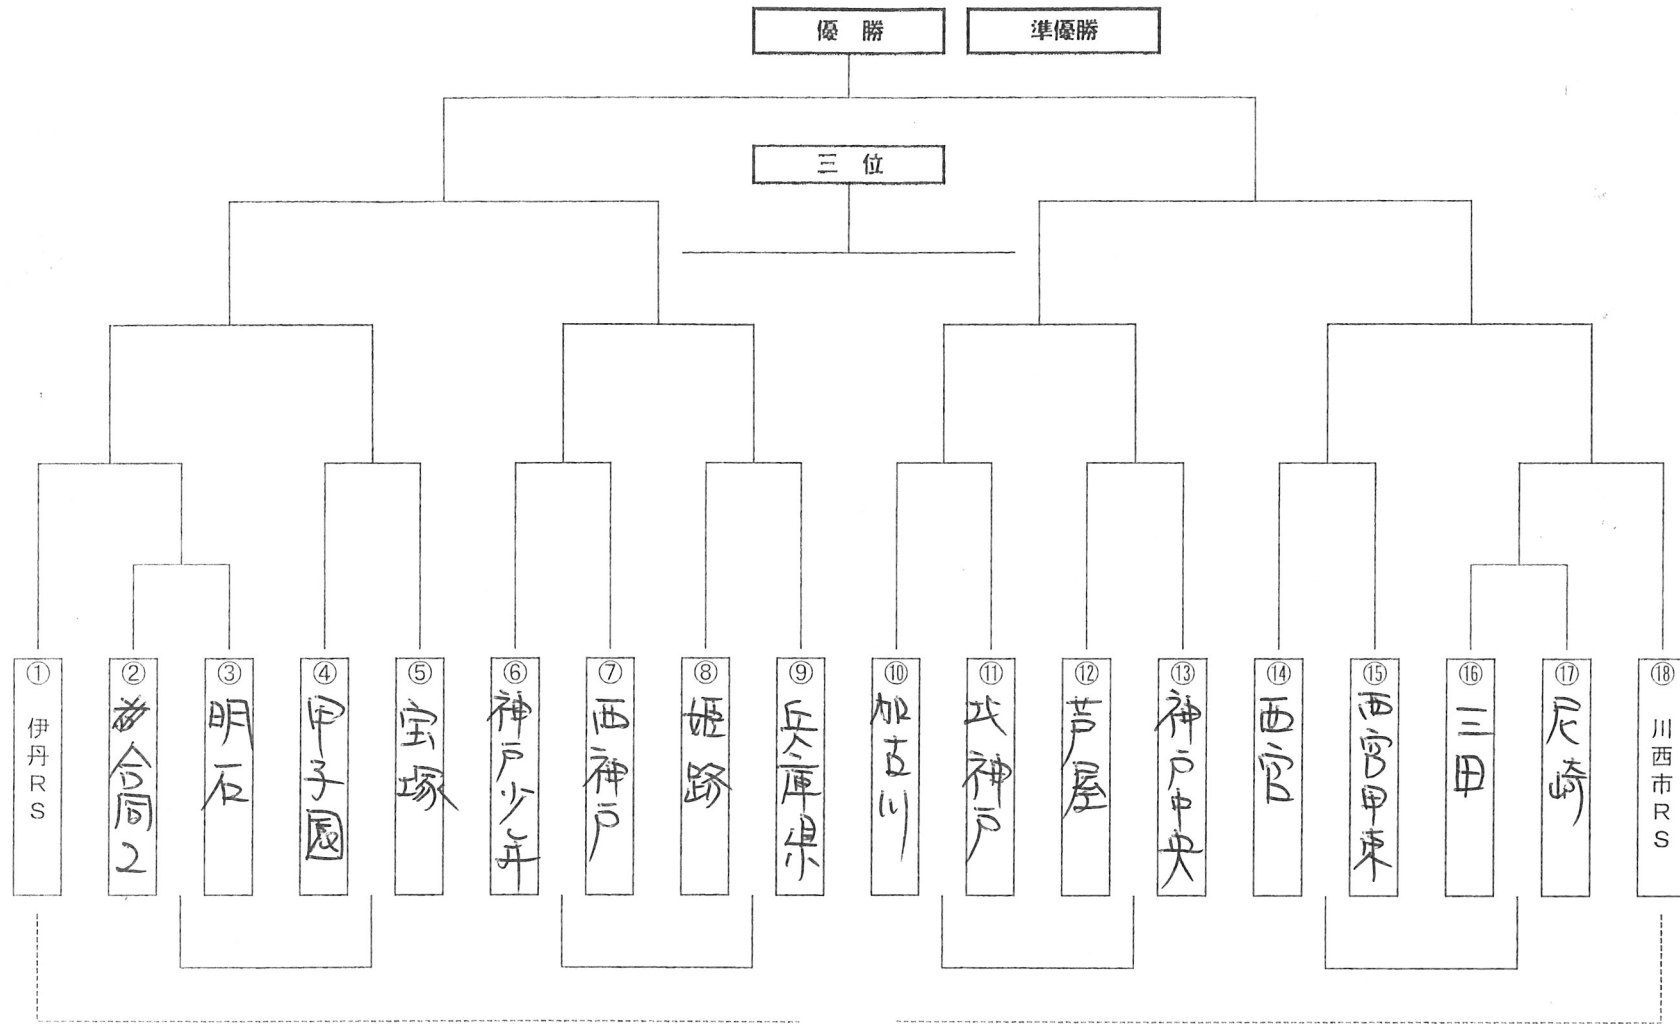 優 勝
準優勝
三 位
① 伊丹RS
② 合同2
③ 明石
④ 甲子園
⑤ 宝塚
⑥ 神戸少年
⑦ 西神戸
⑧ 姫路
⑨ 兵庫県
⑩ 加古川
⑪ 北神戸
⑫ 芦屋
⑬ 神戸中央
⑭ 西宮
⑮ 西宮甲東
⑯ 三田
⑰ 尼崎
⑱ 川西市RS